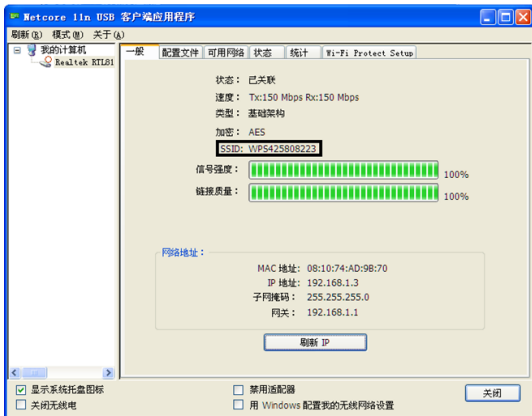 Netcore 11n USB 客户端应用程序
刷新(R) 模式(M) 关于(A)
我的计算机
Realtek RTL81
一般 配置文件 可用网络 状态 统计 Wi-Fi Protect Setup
状态： 已关联
速度： Tx:150 Mbps Rx:150 Mbps
类型： 基础架构
加密： AES
SSID: WPS425808223
信号强度： 100%
链接质量： 100%
网络地址：
MAC 地址: 08:10:74:AD:9B:70
IP 地址: 192.168.1.3
子网掩码： 255.255.255.0
网关： 192.168.1.1
刷新 IP
显示系统托盘图标 禁用适配器
关闭无线电 用 Windows 配置我的无线网络设置
关闭